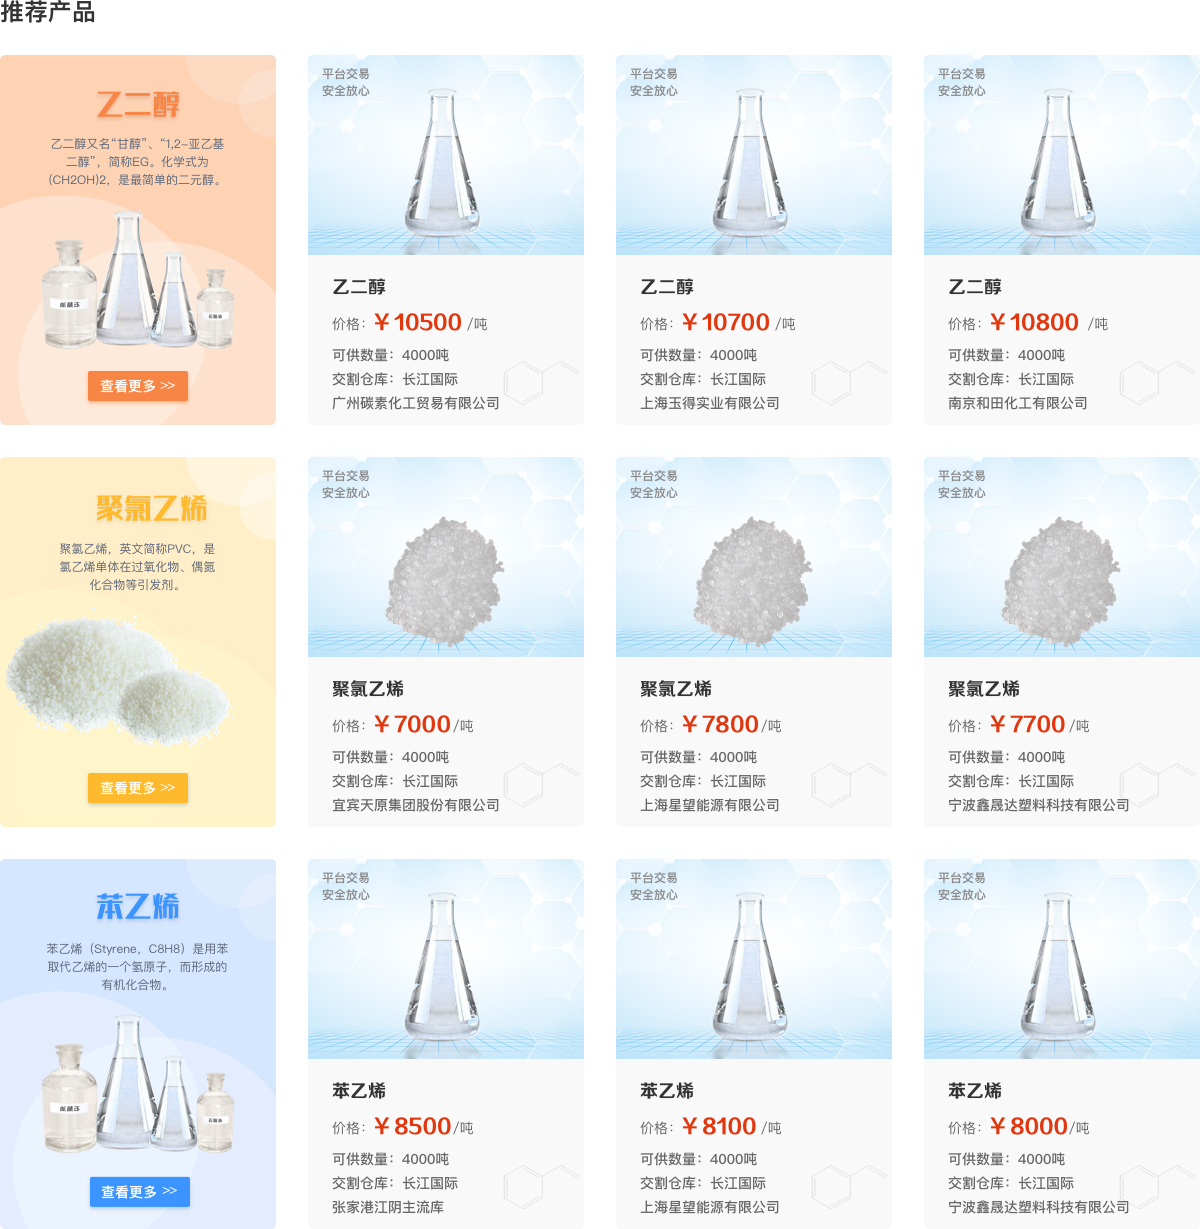 推荐产品
乙二醇
乙二醇又名“甘醇”、“1,2-亚乙基
二醇”，简称EG。化学式为
(CH2OH)2，是最简单的二元醇。
查看更多 >>
平台交易
安全放心
乙二醇
价格：￥10500 /吨
可供数量：4000吨
交割仓库：长江国际
广州碳素化工贸易有限公司
平台交易
安全放心
乙二醇
价格：￥10700 /吨
可供数量：4000吨
交割仓库：长江国际
上海玉得实业有限公司
平台交易
安全放心
乙二醇
价格：￥10800 /吨
可供数量：4000吨
交割仓库：长江国际
南京和田化工有限公司
聚氯乙烯
聚氯乙烯，英文简称PVC，是
氯乙烯单体在过氧化物、偶氮
化合物等引发剂。
查看更多 >>
平台交易
安全放心
聚氯乙烯
价格：￥7000/吨
可供数量：4000吨
交割仓库：长江国际
宜宾天原集团股份有限公司
平台交易
安全放心
聚氯乙烯
价格：￥7800/吨
可供数量：4000吨
交割仓库：长江国际
上海星望能源有限公司
平台交易
安全放心
聚氯乙烯
价格：￥7700 /吨
可供数量：4000吨
交割仓库：长江国际
宁波鑫晟达塑料科技有限公司
苯乙烯
苯乙烯（Styrene，C8H8）是用苯
取代乙烯的一个氢原子，而形成的
有机化合物。
查看更多 >>
平台交易
安全放心
苯乙烯
价格：￥8500/吨
可供数量：4000吨
交割仓库：长江国际
张家港江阴主流库
平台交易
安全放心
苯乙烯
价格：￥8100 /吨
可供数量：4000吨
交割仓库：长江国际
上海星望能源有限公司
平台交易
安全放心
苯乙烯
价格：￥8000/吨
可供数量：4000吨
交割仓库：长江国际
宁波鑫晟达塑料科技有限公司